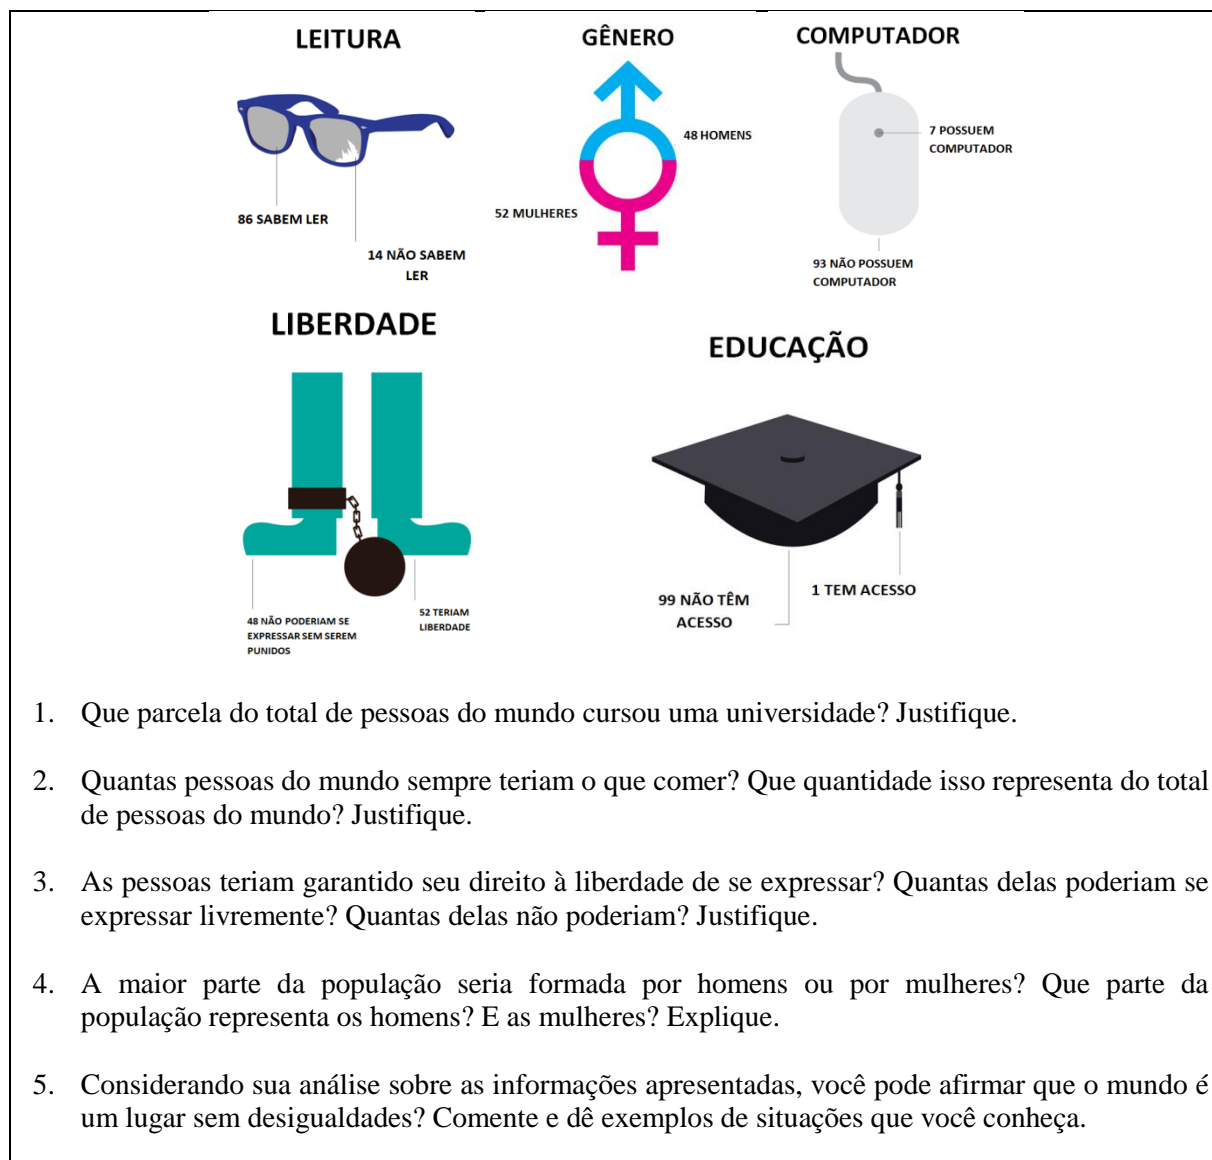 LEITURA
GÊNERO
COMPUTADOR
48 HOMENS
7 POSSUEM
COMPUTADOR
86 SABEM LER
52 MULHERES
14 NÃO SABEM
LER
93 NÃO POSSUEM
COMPUTADOR
LIBERDADE
EDUCAÇÃO
48 NÃO PODERIAM SE
EXPRESSAR SEM SEREM
PUNIDOS
52 TERIAM
LIBERDADE
99 NÃO TÊM
ACESSO
1 TEM ACESSO
1. Que parcela do total de pessoas do mundo cursou uma universidade? Justifique.
2. Quantas pessoas do mundo sempre teriam o que comer? Que quantidade isso representa do total
de pessoas do mundo? Justifique.
3. As pessoas teriam garantido seu direito à liberdade de se expressar? Quantas delas poderiam se
expressar livremente? Quantas delas não poderiam? Justifique.
4. A maior parte da população seria formada por homens ou por mulheres? Que parte da
população representa os homens? E as mulheres? Explique.
5. Considerando sua análise sobre as informações apresentadas, você pode afirmar que o mundo é
um lugar sem desigualdades? Comente e dê exemplos de situações que você conheça.